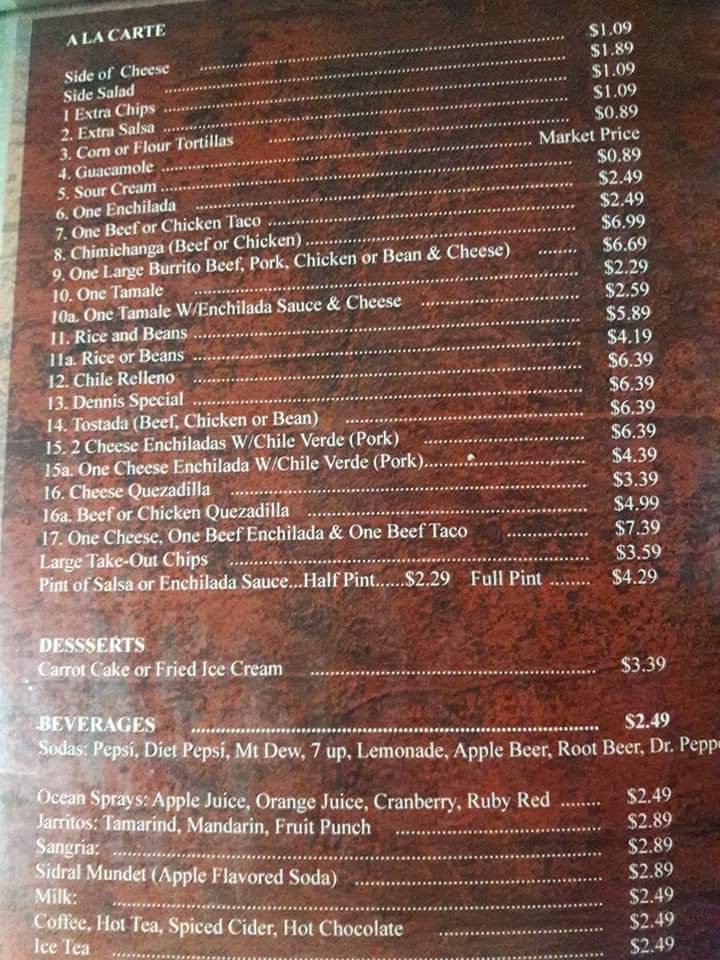 A LA CARTE
Side of Cheese ........ $1.09
Side Salad ........ $1.89
1 Extra Chips ........ $1.09
2. Extra Salsa ........ $1.09
3. Corn or Flour Tortillas ........ $0.89
4. Guacamole ........ Market Price
5. Sour Cream ........ $0.89
6. One Enchilada ........ $2.49
7. One Beef or Chicken Taco ........ $2.49
8. Chimichanga (Beef or Chicken) ........ $6.99
9. One Large Burrito Beef, Pork, Chicken or Bean & Cheese) ........ $6.69
10. One Tamale ........ $2.29
10a. One Tamale W/Enchilada Sauce & Cheese ........ $2.59
11. Rice and Beans ........ $5.89
11a. Rice or Beans ........ $4.19
12. Chile Relleno ........ $6.39
13. Dennis Special ........ $6.39
14. Tostada (Beef, Chicken or Bean) ........ $6.39
15. 2 Cheese Enchiladas W/Chile Verde (Pork) ........ $6.39
15a. One Cheese Enchilada W/Chile Verde (Pork)........ $4.39
16. Cheese Quezadilla ........ $3.39
16a. Beef or Chicken Quezadilla ........ $4.99
17. One Cheese, One Beef Enchilada & One Beef Taco ........ $7.39
Large Take-Out Chips ........ $3.59
Pint of Salsa or Enchilada Sauce...Half Pint......$2.29 Full Pint ........ $4.29
DESSSERTS
Carrot Cake or Fried Ice Cream ........ $3.39
BEVERAGES ........ $2.49
Sodas: Pepsi, Diet Pepsi, Mt Dew, 7 up, Lemonade, Apple Beer, Root Beer, Dr. Peppe
Ocean Sprays: Apple Juice, Orange Juice, Cranberry, Ruby Red ........ $2.49
Jarritos: Tamarind, Mandarin, Fruit Punch ........ $2.89
Sangria: ........ $2.89
Sidral Mundet (Apple Flavored Soda) ........ $2.89
Milk: ........ $2.49
Coffee, Hot Tea, Spiced Cider, Hot Chocolate ........ $2.49
Ice Tea ........ $2.49